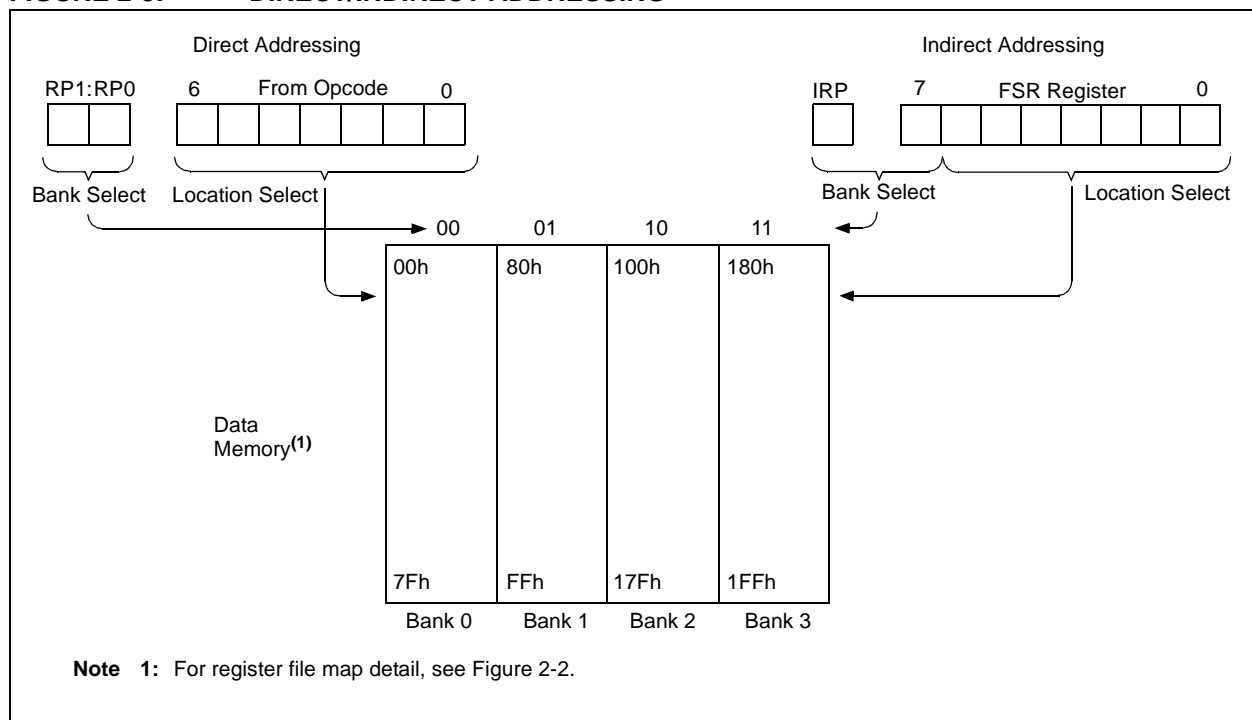 Direct Addressing
Indirect Addressing
RP1:RP0 6 From Opcode 0
IRP 7 FSR Register 0
Bank Select Location Select
Bank Select Location Select
00 01 10 11
00h 80h 100h 180h
Data
Memory(1)
7Fh FFh 17Fh 1FFh
Bank 0 Bank 1 Bank 2 Bank 3
Note 1: For register file map detail, see Figure 2-2.